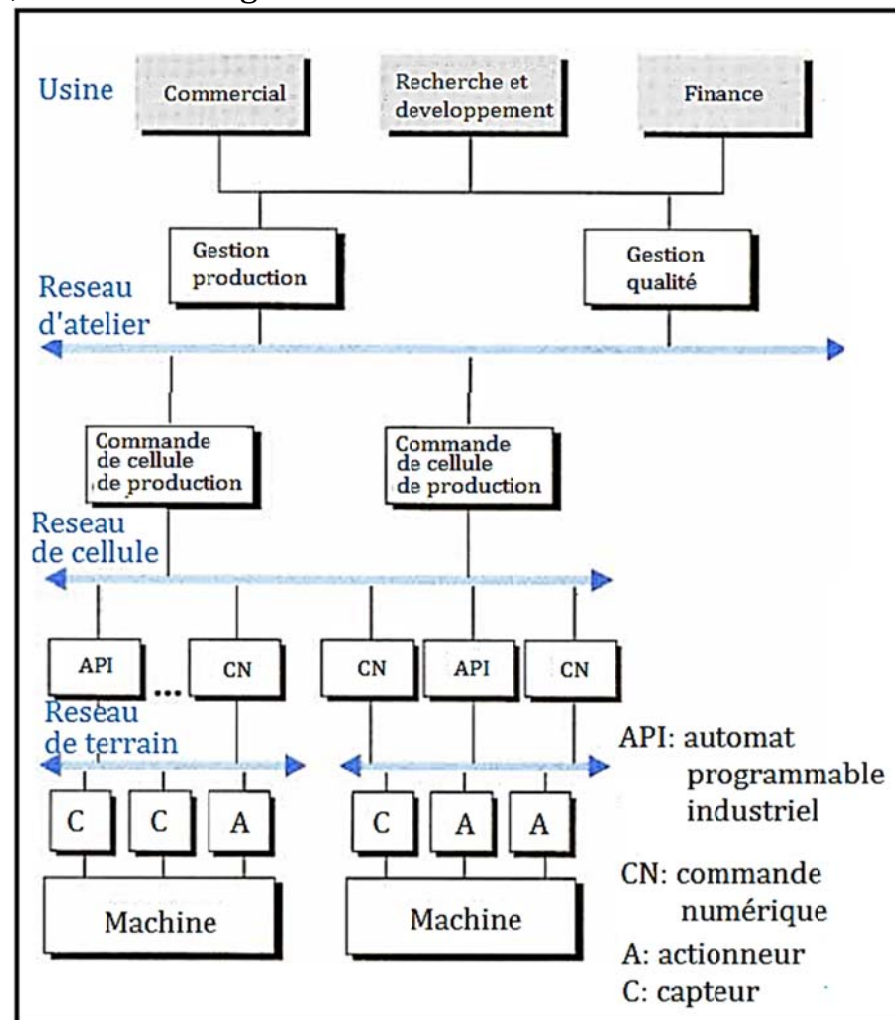 Usine
Commercial
Recherche et
developpement
Finance
Gestion
production
Gestion
qualité
Reseau
d'atelier
Commande
de cellule
de production
Commande
de cellule
de production
Reseau
de cellule
API
...
CN
CN
API
CN
Reseau
de terrain
C
C
A
C
A
A
Machine
Machine
API: automat
programmable
industriel
CN: commande
numérique
A: actionneur
C: capteur